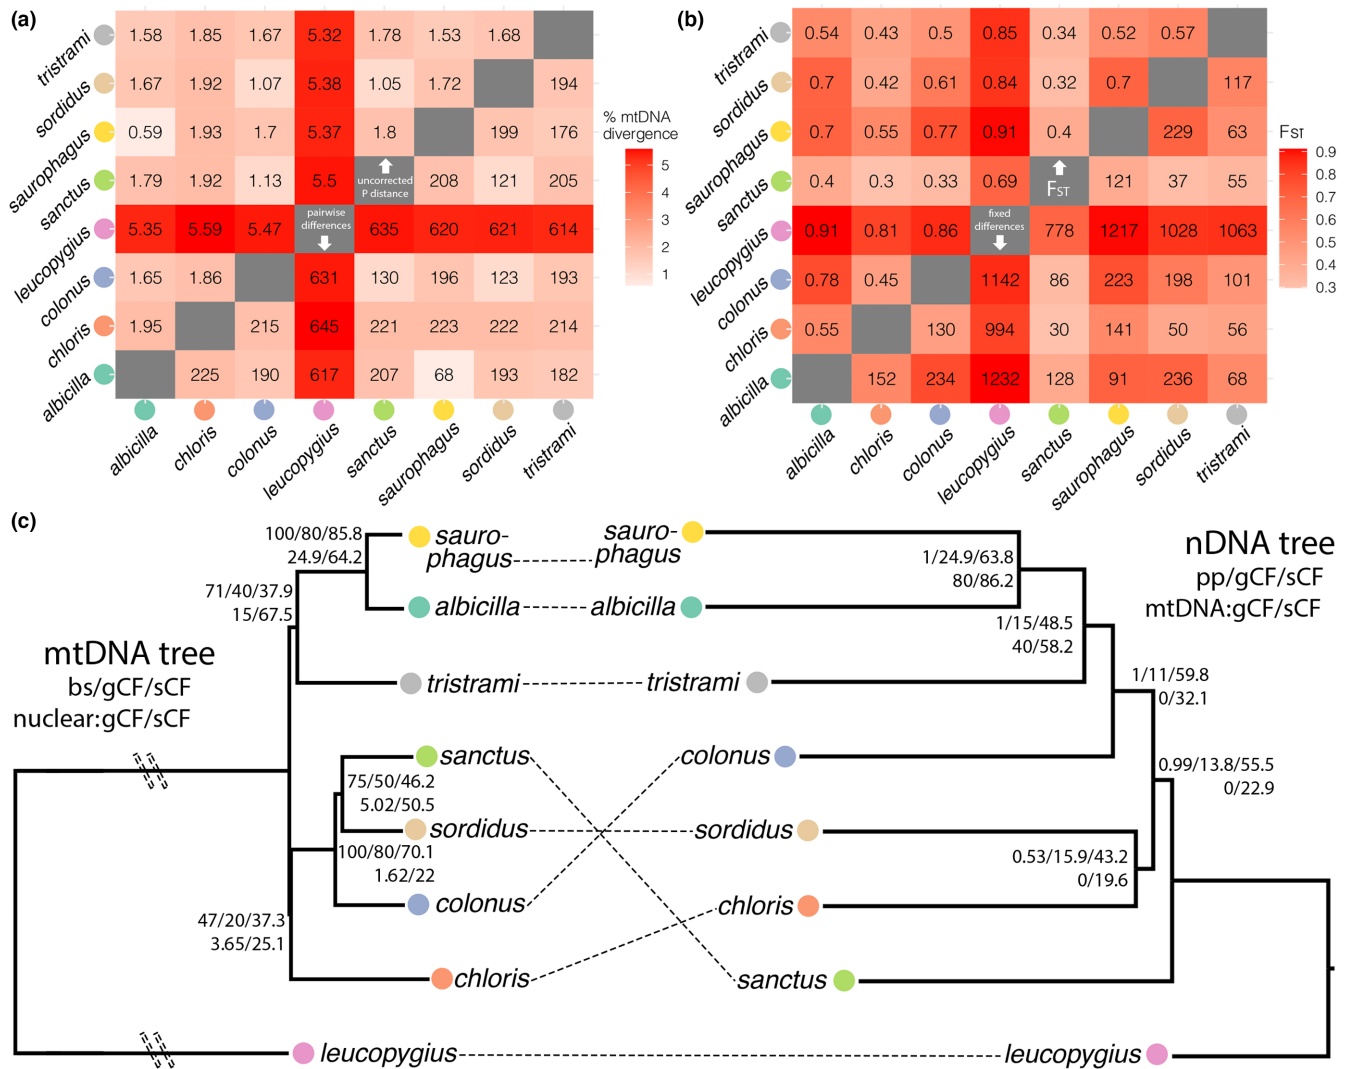 (a)
tristrami 1.58 1.85 1.67 5.32 1.78 1.53 1.68
sordidus 1.67 1.92 1.07 5.38 1.05 1.72 194
saurophagus 0.59 1.93 1.7 5.37 1.8 199 176
sanctus 1.79 1.92 1.13 5.5 208 121 205
uncorrected
P distance
leucopygius 5.35 5.59 5.47 635 620 621 614
pairwise
differences
colonus 1.65 1.86 631 130 196 123 193
chloris 1.95 215 645 221 223 222 214
albicilla 225 190 617 207 68 193 182
albicilla chloris colonus leucopygius sanctus saurophagus sordidus tristrami
% mtDNA
divergence
5
4
3
2
1
(b)
tristrami 0.54 0.43 0.5 0.85 0.34 0.52 0.57
sordidus 0.7 0.42 0.61 0.84 0.32 0.7 117
saurophagus 0.7 0.55 0.77 0.91 0.4 229 63
sanctus 0.4 0.3 0.33 0.69 121 37 55
FST
leucopygius 0.91 0.81 0.86 778 1217 1028 1063
fixed
differences
colonus 0.78 0.45 1142 86 223 198 101
chloris 0.55 130 994 30 141 50 56
albicilla 152 234 1232 128 91 236 68
albicilla chloris colonus leucopygius sanctus saurophagus sordidus tristrami
FST
0.9
0.8
0.7
0.6
0.5
0.4
0.3
(c)
mtDNA tree
bs/gCF/sCF
nuclear:gCF/sCF
100/80/85.8
24.9/64.2
71/40/37.9
15/67.5
75/50/46.2
5.02/50.5
100/80/70.1
1.62/22
47/20/37.3
3.65/25.1
sauro-
phagus
albicilla
tristrami
sanctus
sordidus
colonus
chloris
leucopygius
sauro-
phagus
albicilla
tristrami
colonus
sordidus
chloris
sanctus
leucopygius
nDNA tree
pp/gCF/sCF
mtDNA:gCF/sCF
1/24.9/63.8
80/86.2
1/15/48.5
40/58.2
1/11/59.8
0/32.1
0.99/13.8/55.5
0/22.9
0.53/15.9/43.2
0/19.6